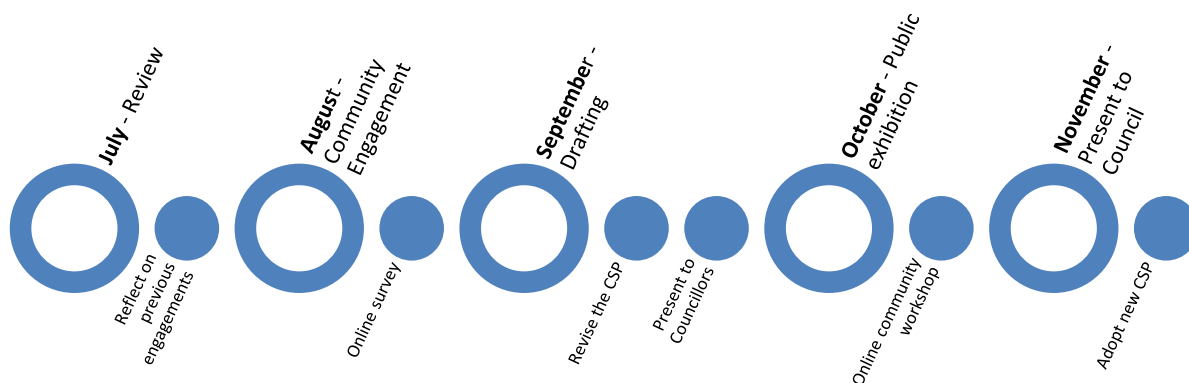 July - Review
Reflect on
previous
engagements
August -
Community
Engagement
Online survey
September -
Drafting
Revise the CSP
Present to
Councillors
October - Public
exhibition
Online community
workshop
November -
Present to
Council
Adopt new CSP